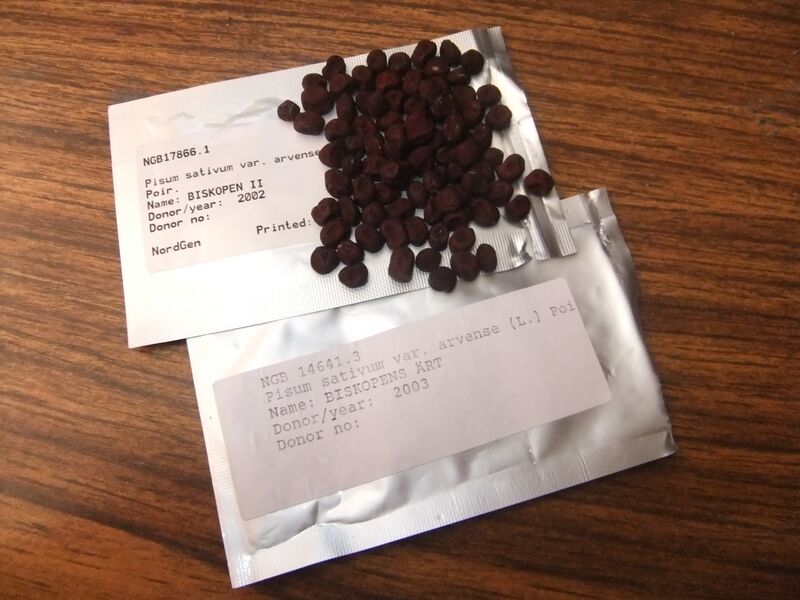 NGB17866.1
Pisum sativum var. arvense
Poir.
Name: BISKOPEN II
Donor/year: 2002
Donor no:
Printed:
NordGen
NGB 14641.3
Pisum sativum var. arvense (L.) Poi
Name: BISKOPENS ÄRT
Donor/year: 2003
Donor no: